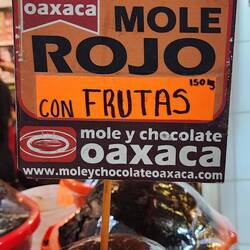 oaxaca
MOLE
ROJO
150g
CON FRUTAS
mole y chocolate
oaxaca
www.moleychocolateoaxaca.com